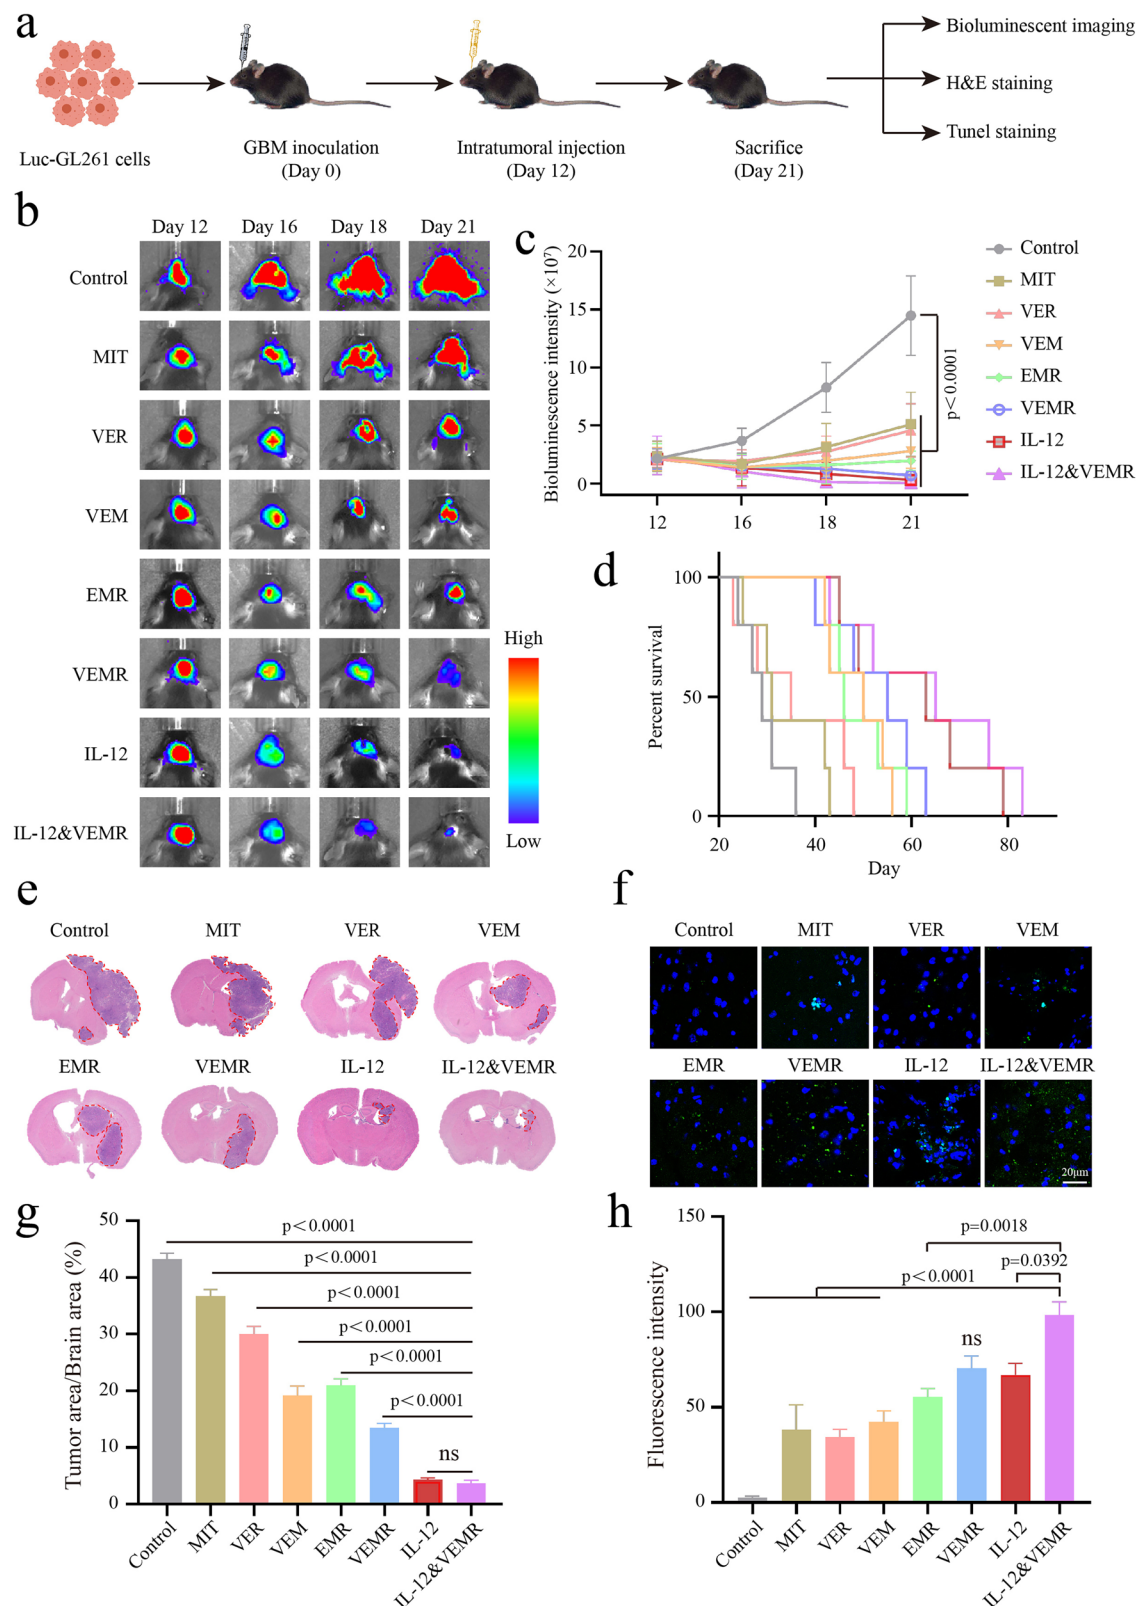 a
Luc-GL261 cells
GBM inoculation
(Day 0)
Intratumoral injection
(Day 12)
Sacrifice
(Day 21)
Bioluminescent imaging
H&E staining
Tunel staining
b
Day 12 Day 16 Day 18 Day 21
Control
MIT
VER
VEM
EMR
VEMR
IL-12
IL-12&VEMR
High
Low
c
Bioluminescence intensity (×10⁷)
20
15
10
5
0
12 16 18 21
p<0.0001
Control
MIT
VER
VEM
EMR
VEMR
IL-12
IL-12&VEMR
d
Percent survival
100
50
0
20 40 60 80
Day
e
Control MIT VER VEM
EMR VEMR IL-12 IL-12&VEMR
f
Control MIT VER VEM
EMR VEMR IL-12 IL-12&VEMR
20μm
g
Tumor area/Brain area (%)
50
40
30
20
10
0
p<0.0001
p<0.0001
p<0.0001
p<0.0001
p<0.0001
p<0.0001
ns
Control MIT VER VEM EMR VEMR IL-12 IL-12&VEMR
h
Fluorescence intensity
150
100
50
0
p=0.0018
p=0.0392
p<0.0001
ns
Control MIT VER VEM EMR VEMR IL-12 IL-12&VEMR